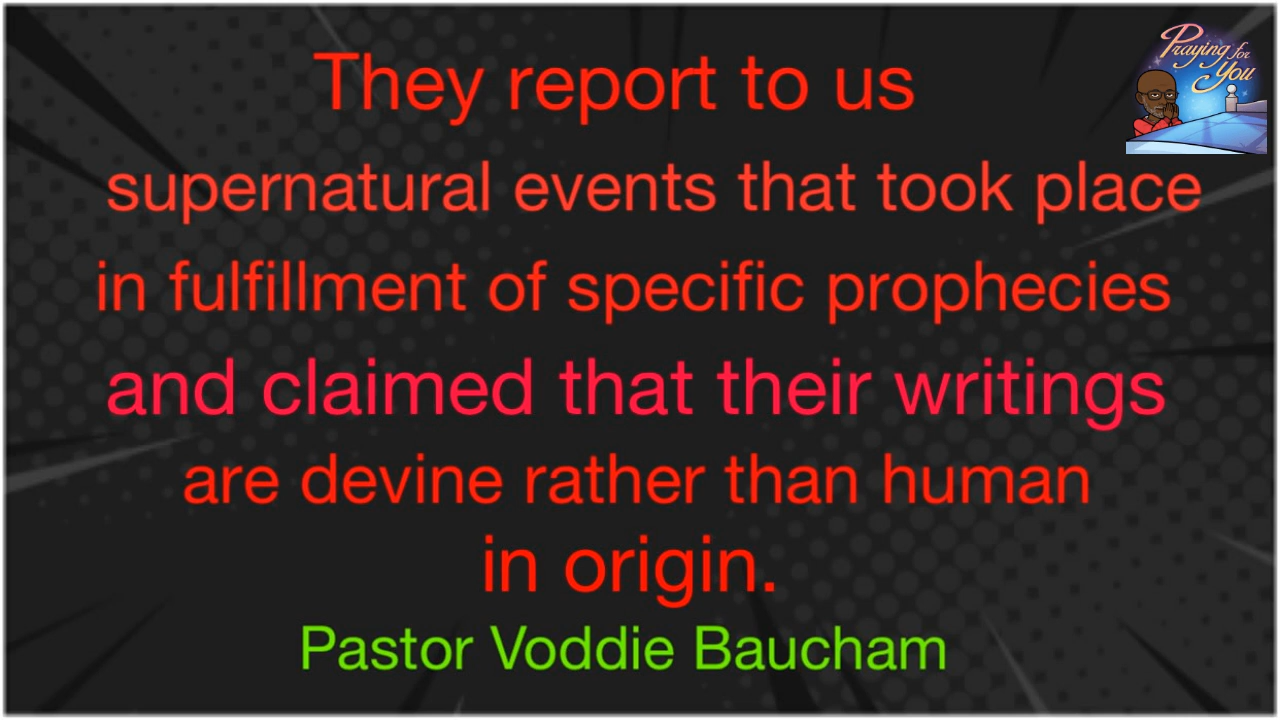 Praying for
You
They report to us
supernatural events that took place
in fulfillment of specific prophecies
and claimed that their writings
are devine rather than human
in origin.
Pastor Voddie Baucham